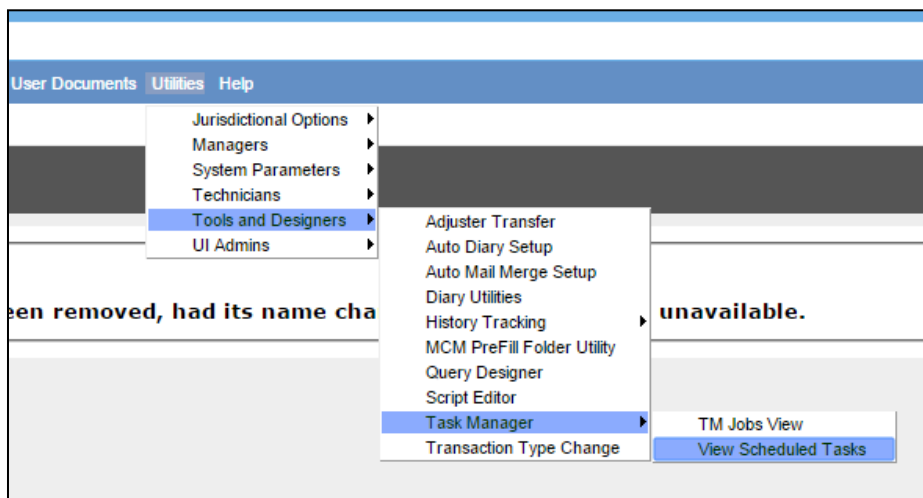 User Documents Utilities Help
Jurisdictional Options
Managers
System Parameters
Technicians
Tools and Designers
UI Admins
Adjuster Transfer
Auto Diary Setup
Auto Mail Merge Setup
Diary Utilities
History Tracking
MCM PreFill Folder Utility
Query Designer
Script Editor
Task Manager
Transaction Type Change
TM Jobs View
View Scheduled Tasks
een removed, had its name cha unavailable.